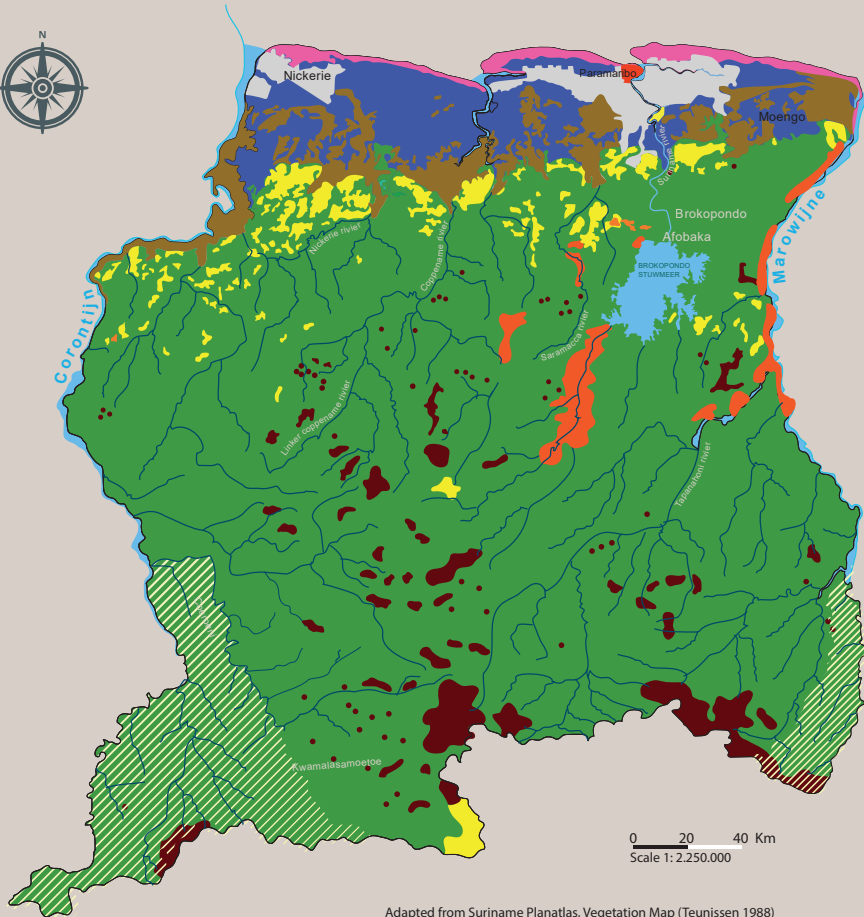 N
Nickerie
Paramaribo
Moengo
Suriname rivier
Brokopondo
Afobaka
Marowijne
BROKOPONDO
STUWMEER
Nickerie rivier
Coppename rivier
Corontijn
Saramacca rivier
Linker coppename rivier
Tapanahoni rivier
Kwamalasamoetoe
0 20 40 Km
Scale 1: 2.250.000
Adapted from Suriname Planatlas, Vegetation Map (Teunissen 1988)